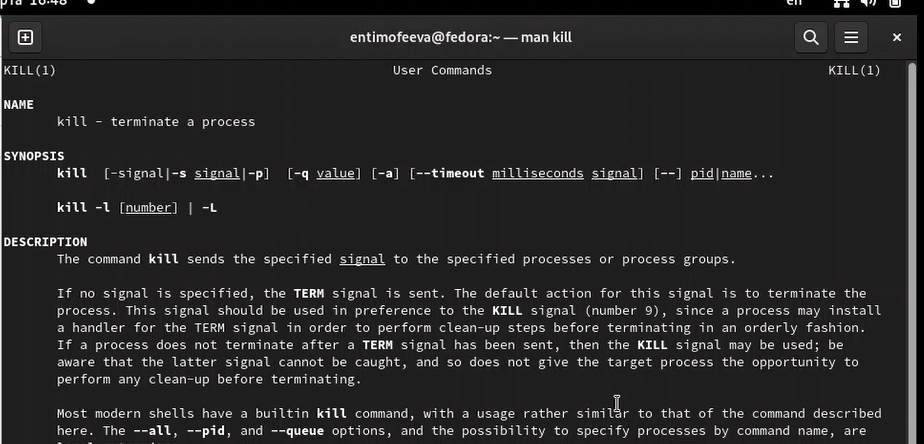 16:48 en
entimofeeva@fedora:~ — man kill
KILL(1) User Commands KILL(1)
NAME
kill - terminate a process
SYNOPSIS
kill [-signal|-s signal|-p] [-q value] [-a] [--timeout milliseconds signal] [--] pid|name...
kill -l [number] | -L
DESCRIPTION
The command kill sends the specified signal to the specified processes or process groups.
If no signal is specified, the TERM signal is sent. The default action for this signal is to terminate the
process. This signal should be used in preference to the KILL signal (number 9), since a process may install
a handler for the TERM signal in order to perform clean-up steps before terminating in an orderly fashion.
If a process does not terminate after a TERM signal has been sent, then the KILL signal may be used; be
aware that the latter signal cannot be caught, and so does not give the target process the opportunity to
perform any clean-up before terminating.
Most modern shells have a builtin kill command, with a usage rather similar to that of the command described
here. The --all, --pid, and --queue options, and the possibility to specify processes by command name, are